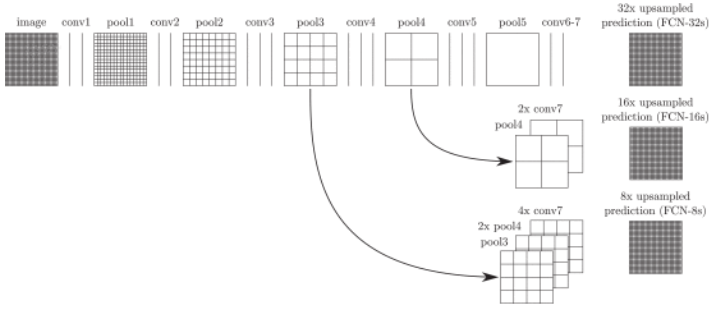 image conv1 pool1 conv2 pool2 conv3 pool3 conv4 pool4 conv5 pool5 conv6-7
32x upsampled
prediction (FCN-32s)
16x upsampled
prediction (FCN-16s)
2x conv7
pool4
8x upsampled
prediction (FCN-8s)
4x conv7
2x pool4
pool3